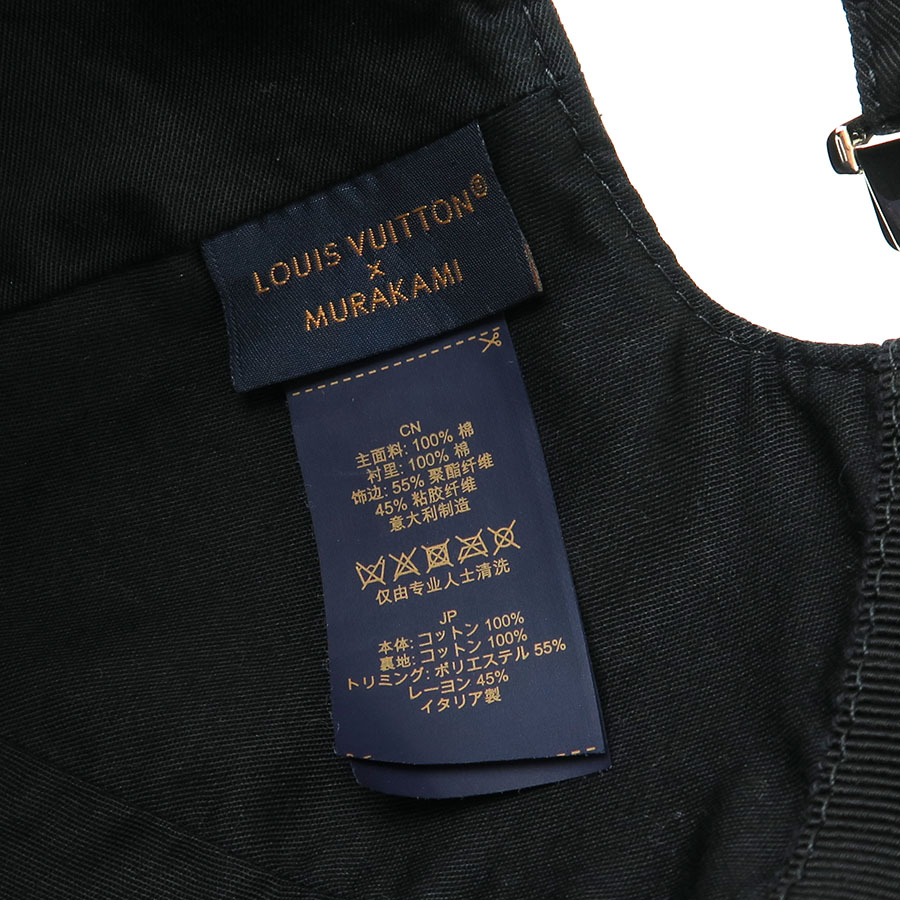 LOUIS VUITTON®
×
MURAKAMI
CN
主面料: 100% 棉
衬里: 100% 棉
饰边: 55% 聚酯纤维
45% 粘胶纤维
意大利制造
仅由专业人士清洗
JP
本体: コットン 100%
裏地: コットン 100%
トリミング: ポリエステル 55%
レーヨン 45%
イタリア製